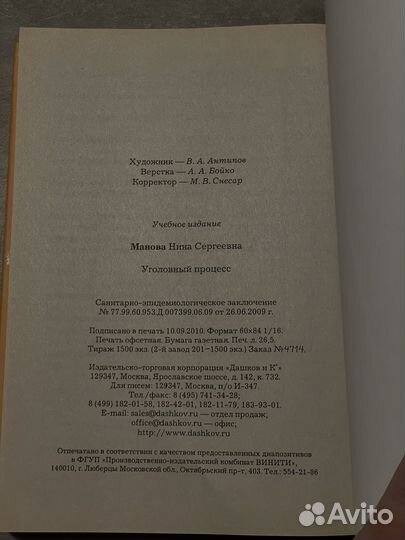 Художник — В. А. Антипов
Верстка — А. А. Бойко
Корректор — М. В. Снесар
Учебное издание
Манова Нина Сергеевна
Уголовный процесс
Санитарно-эпидемиологическое заключение
№ 77.99.60.953.Д.007399.06.09 от 26.06.2009 г.
Подписано в печать 10.09.2010. Формат 60х84 1/16.
Печать офсетная. Бумага газетная. Печ. л. 26,5.
Тираж 1500 экз. (2-й завод 201–1500 экз.) Заказ №4714.
Издательско-торговая корпорация «Дашков и К°»
129347, Москва, Ярославское шоссе, д. 142, к. 732.
Для писем: 129347, Москва, п/о И-347.
Тел./факс: 8 (495) 741-34-28;
8 (499) 182-01-58, 182-42-01, 182-11-79, 183-93-01.
E-mail: sales@dashkov.ru — отдел продаж;
office@dashkov.ru — офис;
http://www.dashkov.ru
Отпечатано в соответствии с качеством предоставленных диапозитивов
в ФГУП «Производственно-издательский комбинат ВИНИТИ»,
140010, г. Люберцы Московской обл., Октябрьский пр-т, 403. Тел.: 554-21-86
Avito